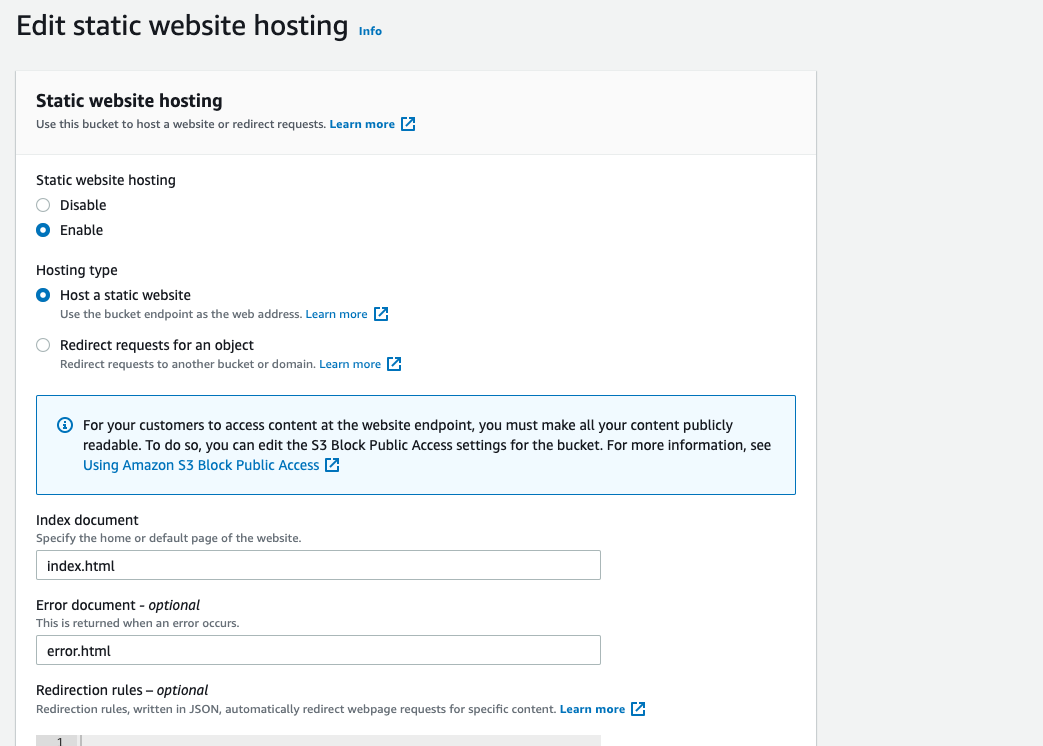 Edit static website hosting Info
Static website hosting
Use this bucket to host a website or redirect requests. Learn more
Static website hosting
Disable
Enable
Hosting type
Host a static website
Use the bucket endpoint as the web address. Learn more
Redirect requests for an object
Redirect requests to another bucket or domain. Learn more
For your customers to access content at the website endpoint, you must make all your content publicly
readable. To do so, you can edit the S3 Block Public Access settings for the bucket. For more information, see
Using Amazon S3 Block Public Access
Index document
Specify the home or default page of the website.
index.html
Error document - optional
This is returned when an error occurs.
error.html
Redirection rules – optional
Redirection rules, written in JSON, automatically redirect webpage requests for specific content. Learn more
1